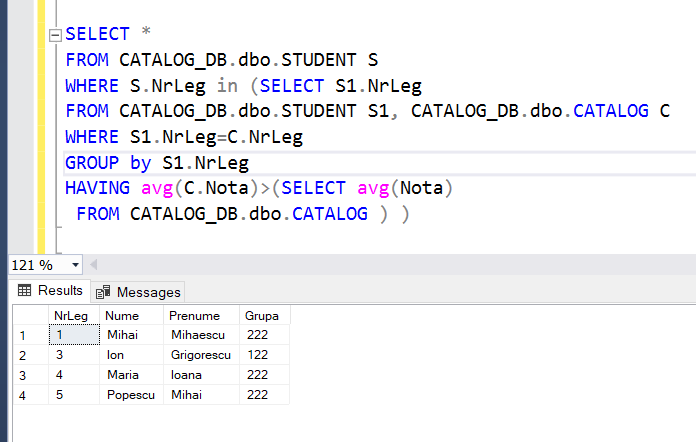 SELECT *
FROM CATALOG_DB.dbo.STUDENT S
WHERE S.NrLeg in (SELECT S1.NrLeg
FROM CATALOG_DB.dbo.STUDENT S1, CATALOG_DB.dbo.CATALOG C
WHERE S1.NrLeg=C.NrLeg
GROUP by S1.NrLeg
HAVING avg(C.Nota)>(SELECT avg(Nota)
FROM CATALOG_DB.dbo.CATALOG ) )
121 %
Results Messages
NrLeg Nume Prenume Grupa
1 1 Mihai Mihaescu 222
2 3 Ion Grigorescu 122
3 4 Maria Ioana 222
4 5 Popescu Mihai 222